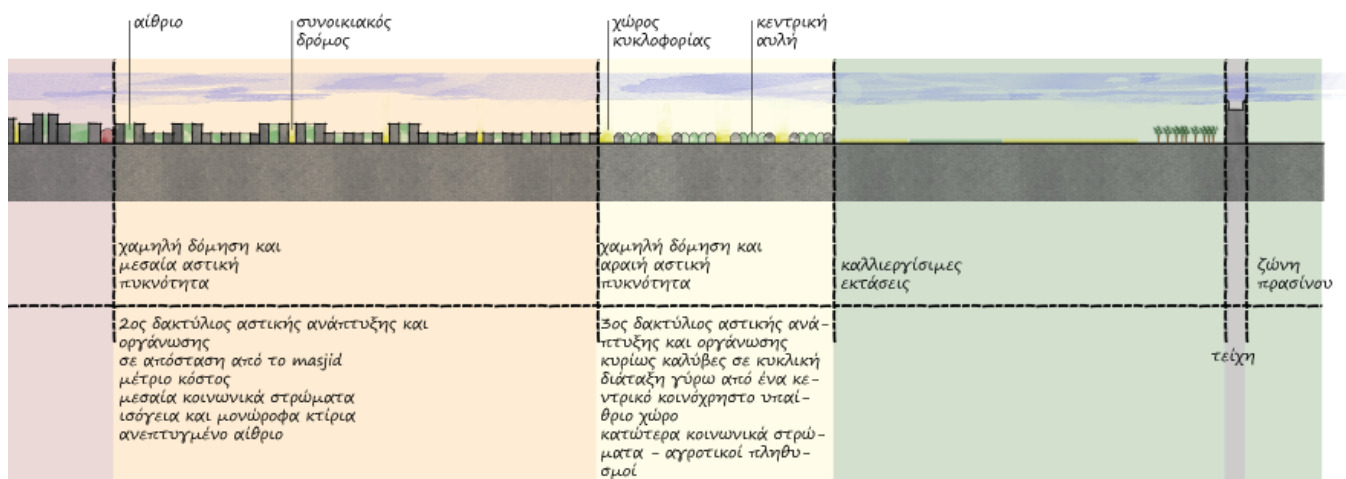 αίθριο
συνοικιακός
δρόμος
χώρος
κυκλοφορίας
κεντρική
αυλή
χαμηλή δόμηση και
μεσαία αστική
πυκνότητα
χαμηλή δόμηση και
αραιή αστική
πυκνότητα
καλλιεργίσιμες
εκτάσεις
ζώνη
πρασίνου
2ος δακτύλιος αστικής ανάπτυξης και
οργάνωσης
σε απόσταση από το masjid
μέτριο κόστος
μεσαία κοινωνικά στρώματα
ισόγεια και μονώροφα κτίρια
ανεπτυγμένο αίθριο
3ος δακτύλιος αστικής ανά-
πτυξης και οργάνωσης
κυρίως καλύβες σε κυκλική
διάταξη γύρω από ένα κε-
ντρικό κοινόχρηστο υπαί-
θριο χώρο
κατώτερα κοινωνικά στρώ-
ματα - αγροτικοί πληθυ-
σμοί
τείχη